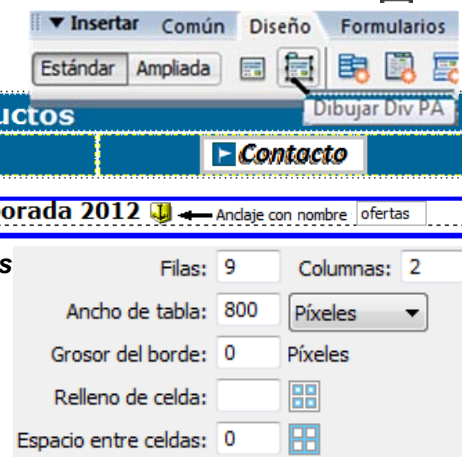 ▼ Insertar Común Diseño Formularios
Estándar Ampliada
Dibujar Div PA
uctos
Contacto
orada 2012 Anclaje con nombre ofertas
s
Filas: 9 Columnas: 2
Ancho de tabla: 800 Píxeles
Grosor del borde: 0 Píxeles
Relleno de celda:
Espacio entre celdas: 0